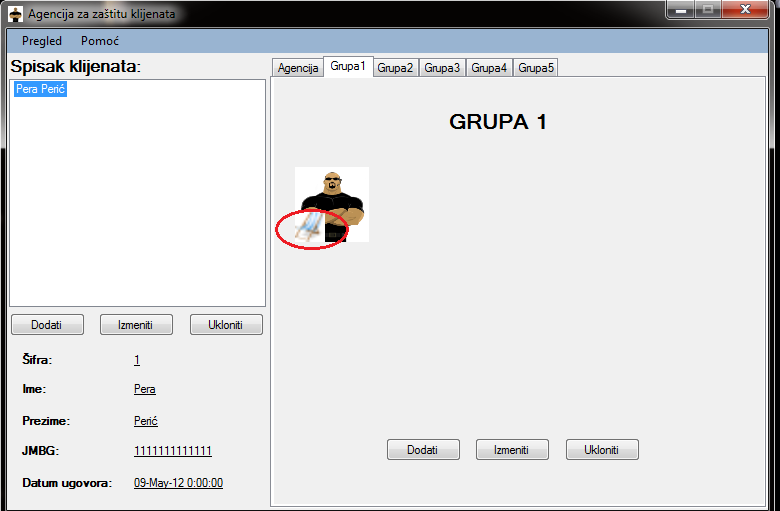 Agencija za zaštitu klijenata
Pregled Pomoć
Spisak klijenata:
Pera Perić
Dodati Izmeniti Ukloniti
Šifra: 1
Ime: Pera
Prezime: Perić
JMBG: 1111111111111
Datum ugovora: 09-May-12 0:00:00
Agencija Grupa1 Grupa2 Grupa3 Grupa4 Grupa5
GRUPA 1
Dodati Izmeniti Ukloniti